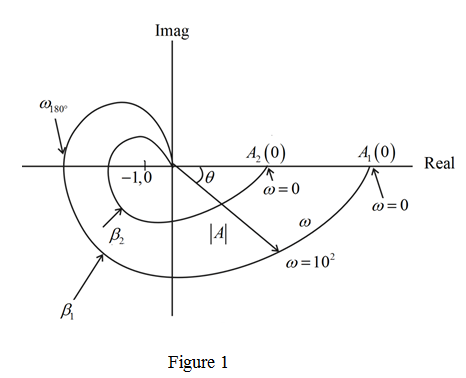 Imag
ω₁₈₀°
A₂(0)
A₁(0)
Real
−1,0
θ
ω=0
ω=0
β₂
|A|
ω
ω=10²
β₁
Figure 1